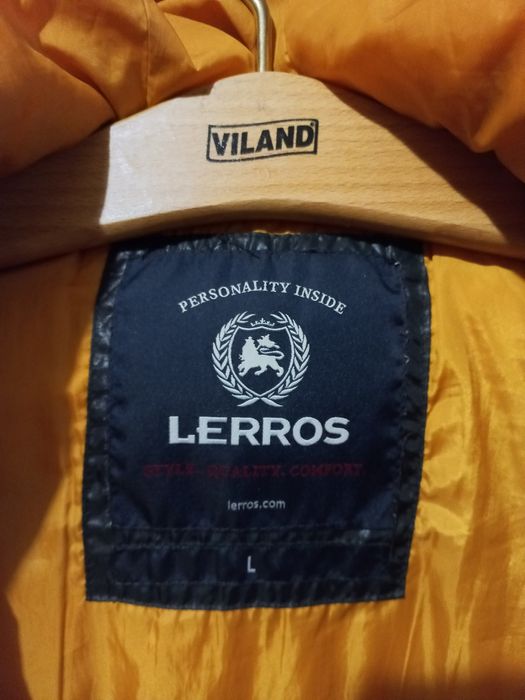 VILAND
PERSONALITY INSIDE
LERROS
STYLE. QUALITY. COMFORT.
lerros.com
L